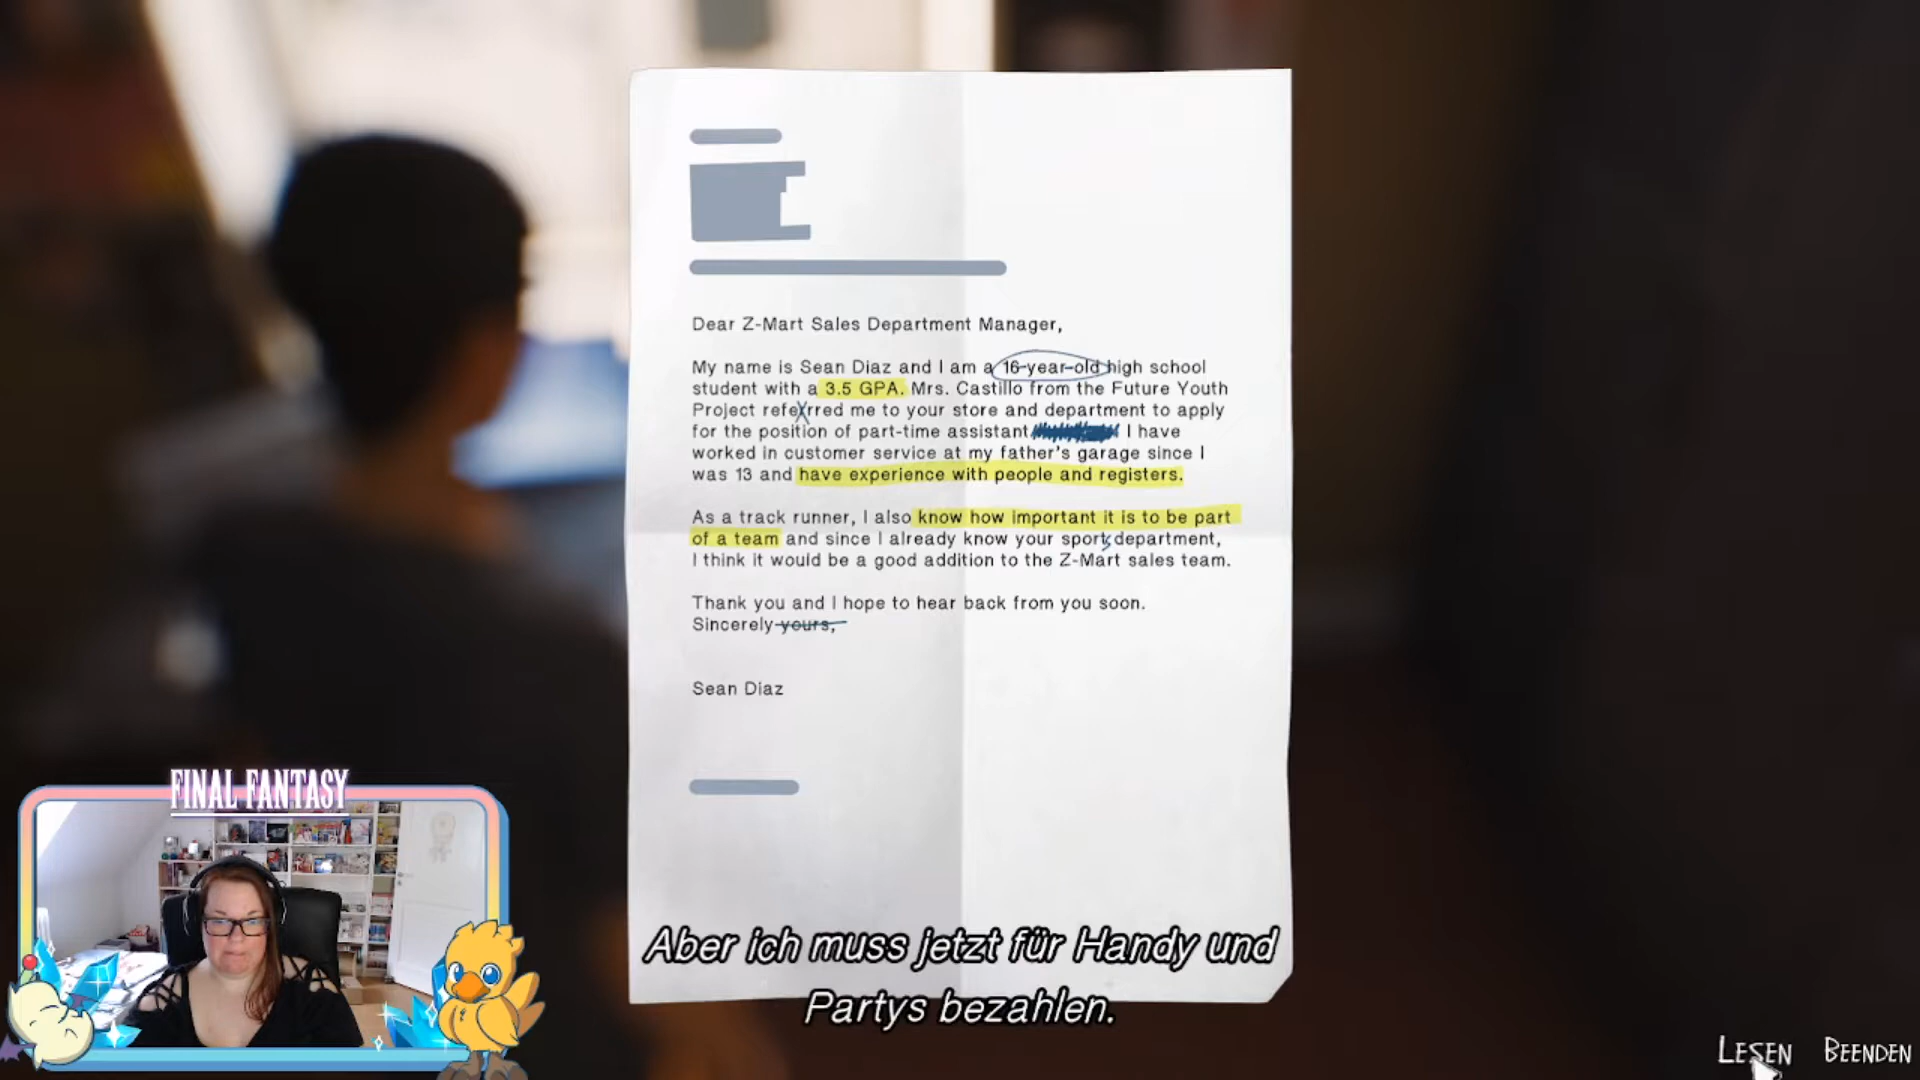 Dear Z-Mart Sales Department Manager,
My name is Sean Diaz and I am a 16-year-old high school
student with a 3.5 GPA. Mrs. Castillo from the Future Youth
Project referrred me to your store and department to apply
for the position of part-time assistant I have
worked in customer service at my father's garage since I
was 13 and have experience with people and registers.
As a track runner, I also know how important it is to be part
of a team and since I already know your sports department,
I think it would be a good addition to the Z-Mart sales team.
Thank you and I hope to hear back from you soon.
Sincerely yours,
Sean Diaz
FINAL FANTASY
Aber ich muss jetzt für Handy und
Partys bezahlen.
LESEN BEENDEN